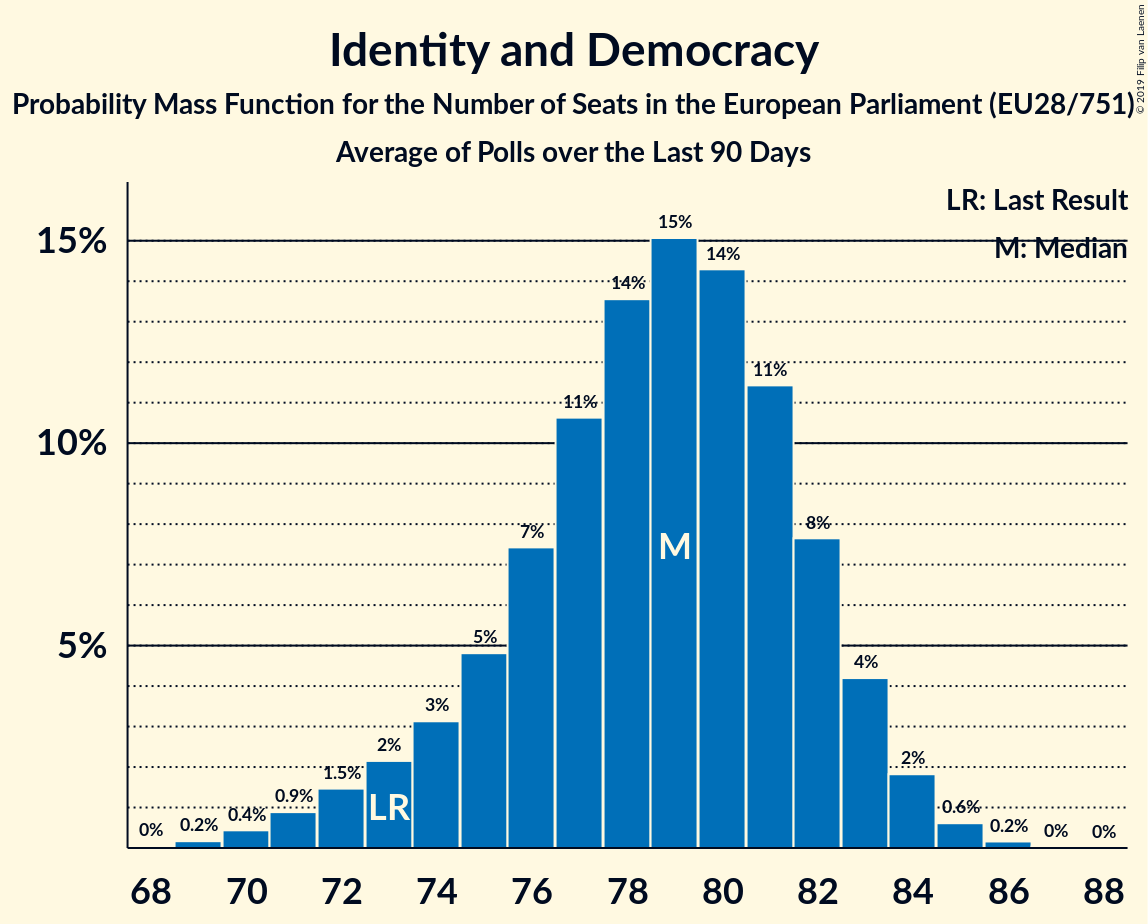 Identity and Democracy
Probability Mass Function for the Number of Seats in the European Parliament (EU28/751)
Average of Polls over the Last 90 Days
© 2019 Filip van Laenen
LR: Last Result
M: Median
15%
10%
5%
0%
0.2%
0.4%
0.9%
1.5%
2%
3%
5%
7%
11%
14%
15%
14%
11%
8%
4%
2%
0.6%
0.2%
0%
0%
LR
M
68 70 72 74 76 78 80 82 84 86 88